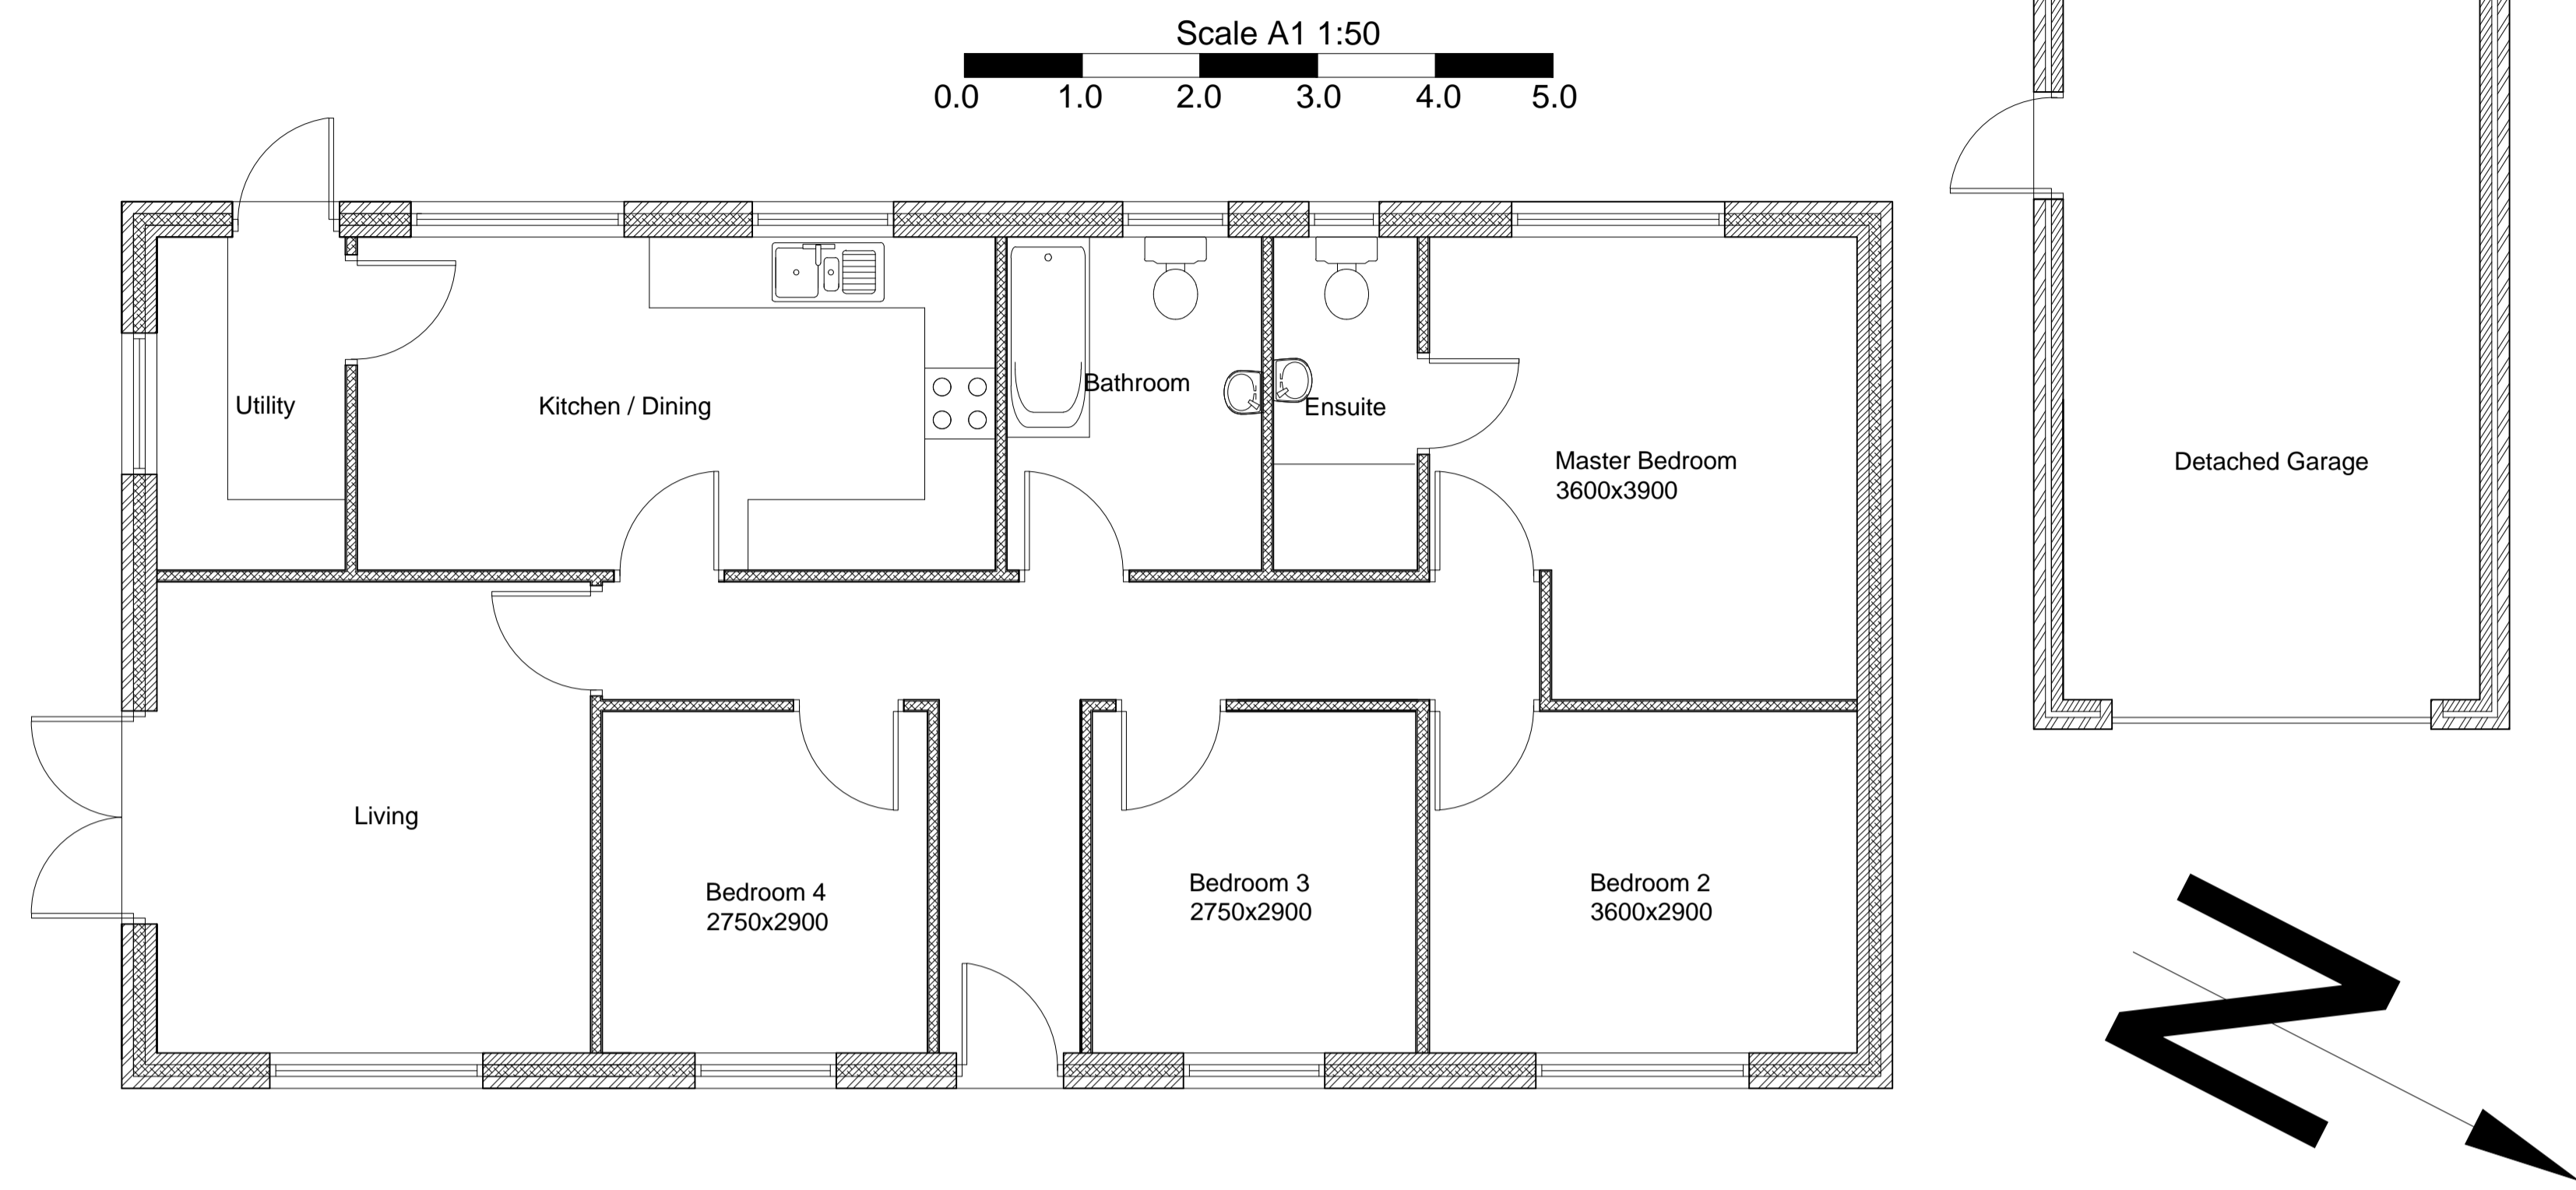 Scale A1 1:50
0.0 1.0 2.0 3.0 4.0 5.0
Utility
Kitchen / Dining
Bathroom
Ensuite
Master Bedroom
3600x3900
Detached Garage
Living
Bedroom 4
2750x2900
Bedroom 3
2750x2900
Bedroom 2
3600x2900
N